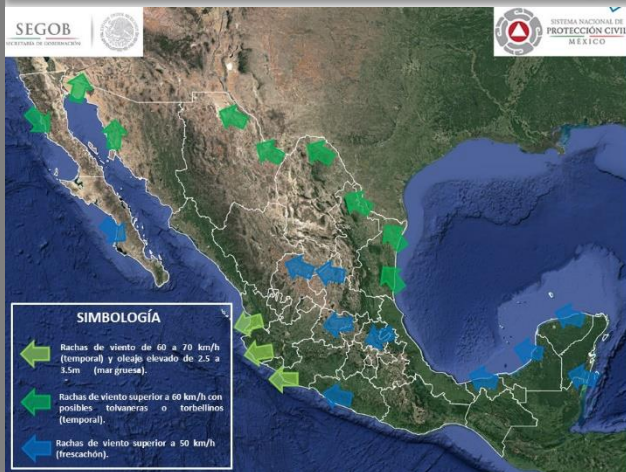 SEGOB
SECRETARÍA DE GOBERNACIÓN
SISTEMA NACIONAL DE
PROTECCIÓN CIVIL
MÉXICO
SIMBOLOGÍA
Rachas de viento de 60 a 70 km/h
(temporal) y oleaje elevado de 2.5 a
3.5m (mar gruesa).
Rachas de viento superior a 60 km/h con
posibles tolvaneras o torbellinos
(temporal).
Rachas de viento superior a 50 km/h
(frescachón).